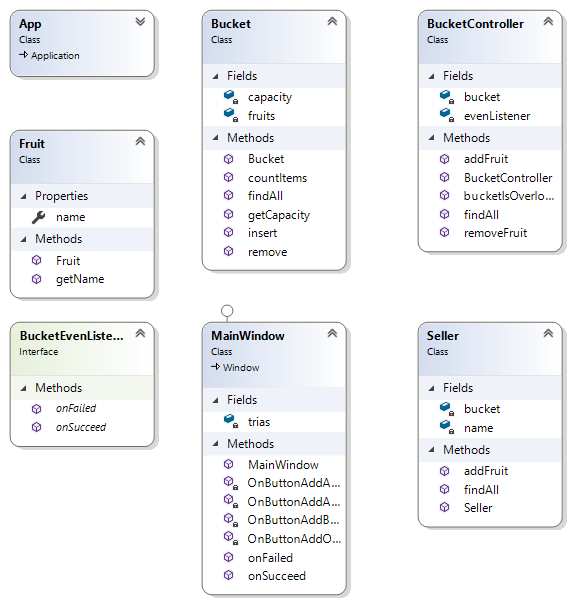 App
Class
Application
Fruit
Class
Properties
name
Methods
Fruit
getName
BucketEvenListe...
Interface
Methods
onFailed
onSucceed
Bucket
Class
Fields
capacity
fruits
Methods
Bucket
countItems
findAll
getCapacity
insert
remove
MainWindow
Class
Window
Fields
trias
Methods
MainWindow
OnButtonAddA...
OnButtonAddA...
OnButtonAddB...
OnButtonAddO...
onFailed
onSucceed
BucketController
Class
Fields
bucket
evenListener
Methods
addFruit
BucketController
bucketIsOverlo...
findAll
removeFruit
Seller
Class
Fields
bucket
name
Methods
addFruit
findAll
Seller